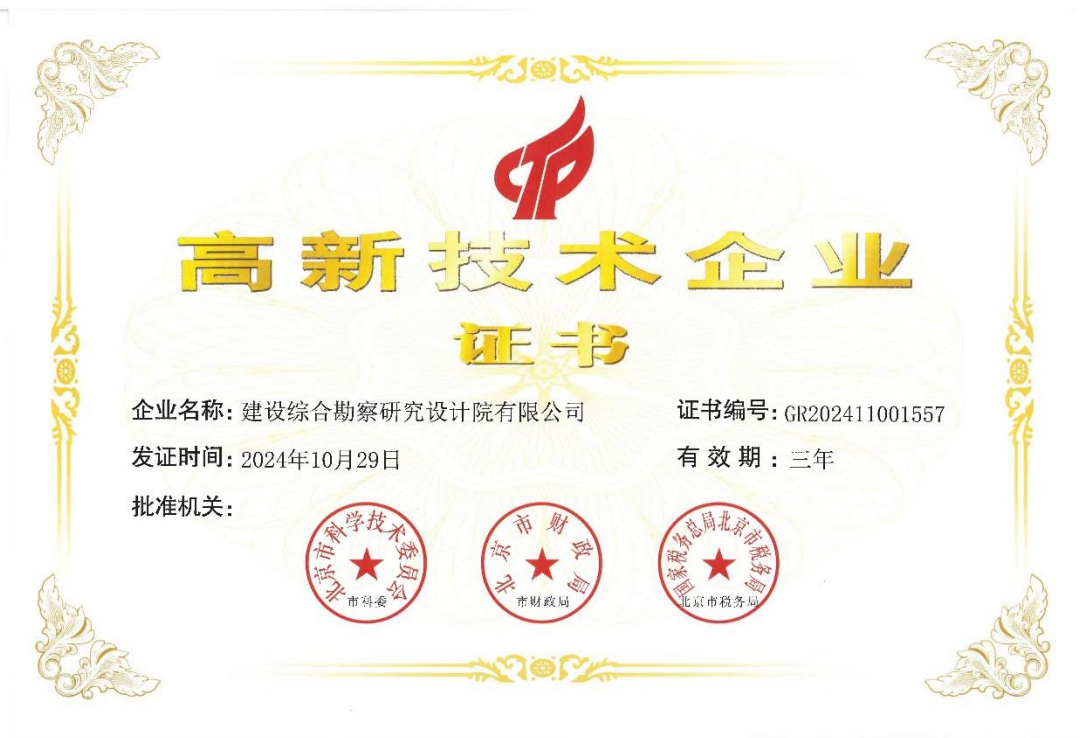 高新技术企业
证书
企业名称：建设综合勘察研究设计院有限公司
证书编号：GR202411001557
发证时间：2024年10月29日
有效期：三年
批准机关：
北京市科学技术委员会
市科委
北京市财政局
市财政局
国家税务总局北京市税务局
北京市税务局